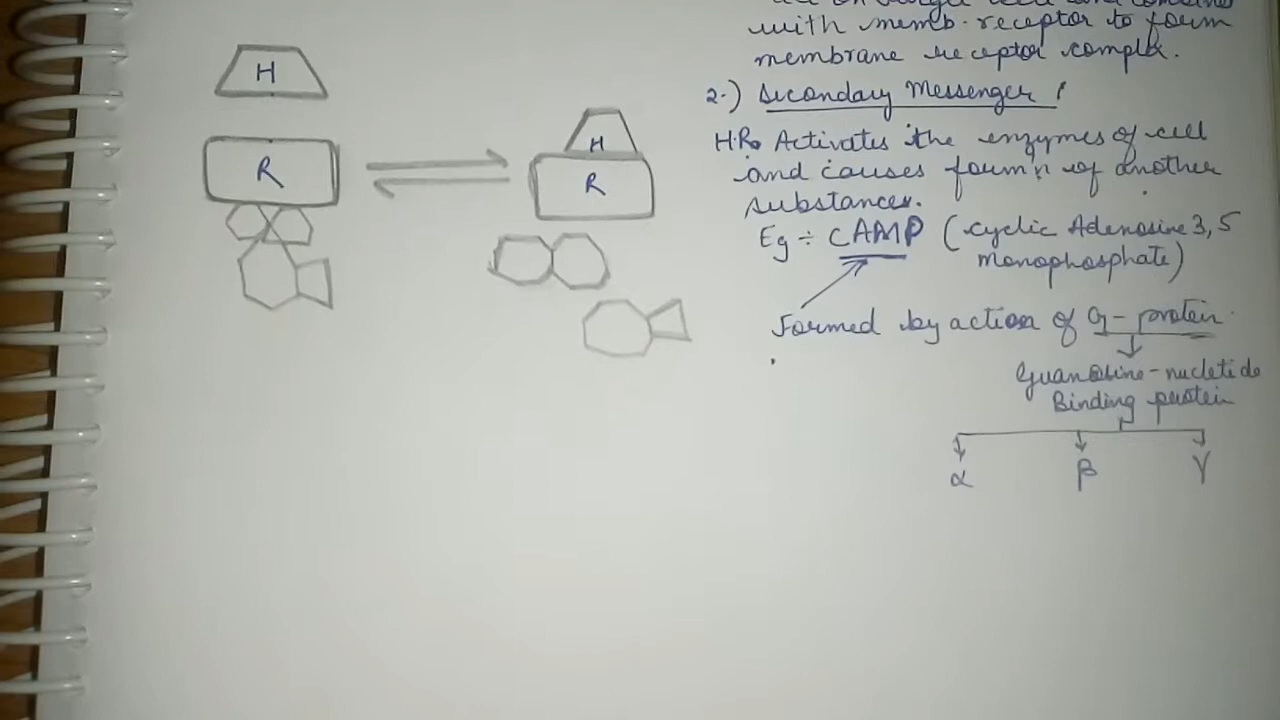 H
R
H
R
with memb. receptor to form
membrane receptor complex.
2.) Secondary Messenger
H.R. Activates the enzymes of cell
and causes form'n of another
substances.
Eg ÷ cAMP (cyclic Adenosine 3, 5
monophosphate)
Formed by action of G-protein.
Guanosine-nucletide
Binding protein
α β γ